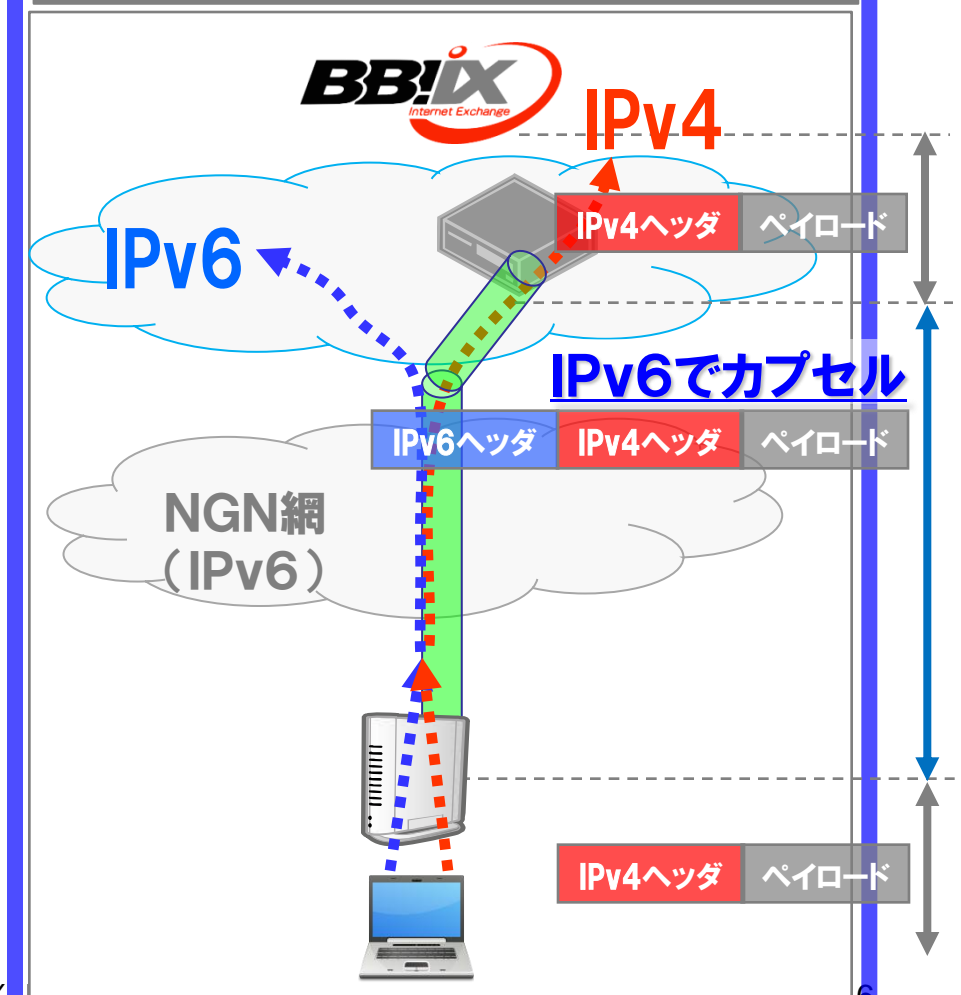 BB!IX
Internet Exchange
IPv4
IPv4ヘッダ ペイロード
IPv6
IPv6でカプセル
IPv6ヘッダ IPv4ヘッダ ペイロード
NGN網
（IPv6）
IPv4ヘッダ ペイロード